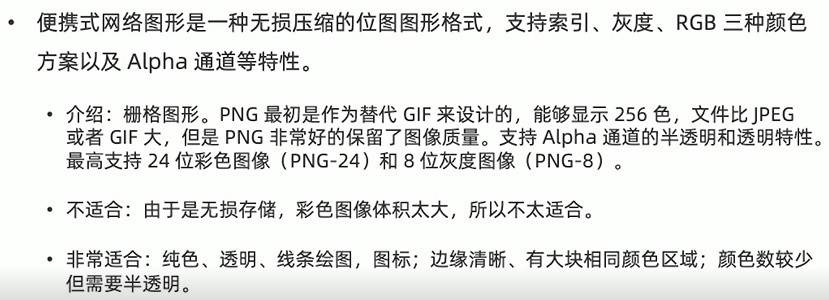 • 便携式网络图形是一种无损压缩的位图图形格式，支持索引、灰度、RGB 三种颜色
方案以及 Alpha 通道等特性。
• 介绍：栅格图形。PNG 最初是作为替代 GIF 来设计的，能够显示 256 色，文件比 JPEG
或者 GIF 大，但是 PNG 非常好的保留了图像质量。支持 Alpha 通道的半透明和透明特性。
最高支持 24 位彩色图像（PNG-24）和 8 位灰度图像（PNG-8）。
• 不适合：由于是无损存储，彩色图像体积太大，所以不太适合。
• 非常适合：纯色、透明、线条绘图，图标；边缘清晰、有大块相同颜色区域；颜色数较少
但需要半透明。